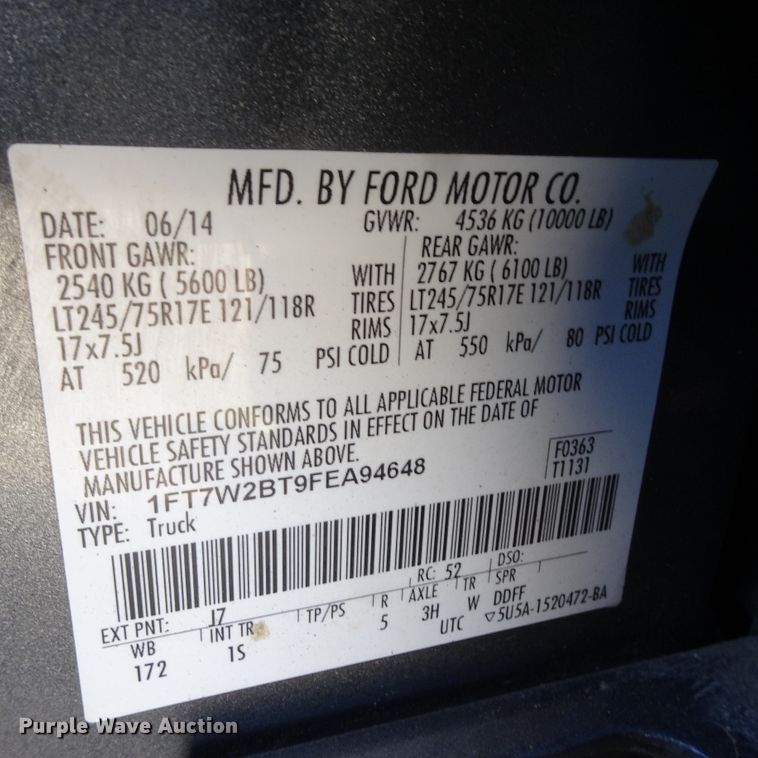 MFD. BY FORD MOTOR CO.
DATE: 06/14 GVWR: 4536 KG (10000 LB)
FRONT GAWR: REAR GAWR:
2540 KG ( 5600 LB) WITH 2767 KG ( 6100 LB) WITH
LT245/75R17E 121/118R TIRES LT245/75R17E 121/118R TIRES
17x7.5J RIMS 17x7.5J RIMS
AT 520 kPa/ 75 PSI COLD AT 550 kPa/ 80 PSI COLD
THIS VEHICLE CONFORMS TO ALL APPLICABLE FEDERAL MOTOR
VEHICLE SAFETY STANDARDS IN EFFECT ON THE DATE OF
MANUFACTURE SHOWN ABOVE.
F0363
VIN: 1FT7W2BT9FEA94648 T1131
TYPE: Truck
EXT PNT: J7 RC: 52 DSO:
WB INT TR TP/PS R AXLE TR SPR
172 1S 5 3H W DDFF
UTC ▽5U5A-1520472-BA
Purple Wave Auction